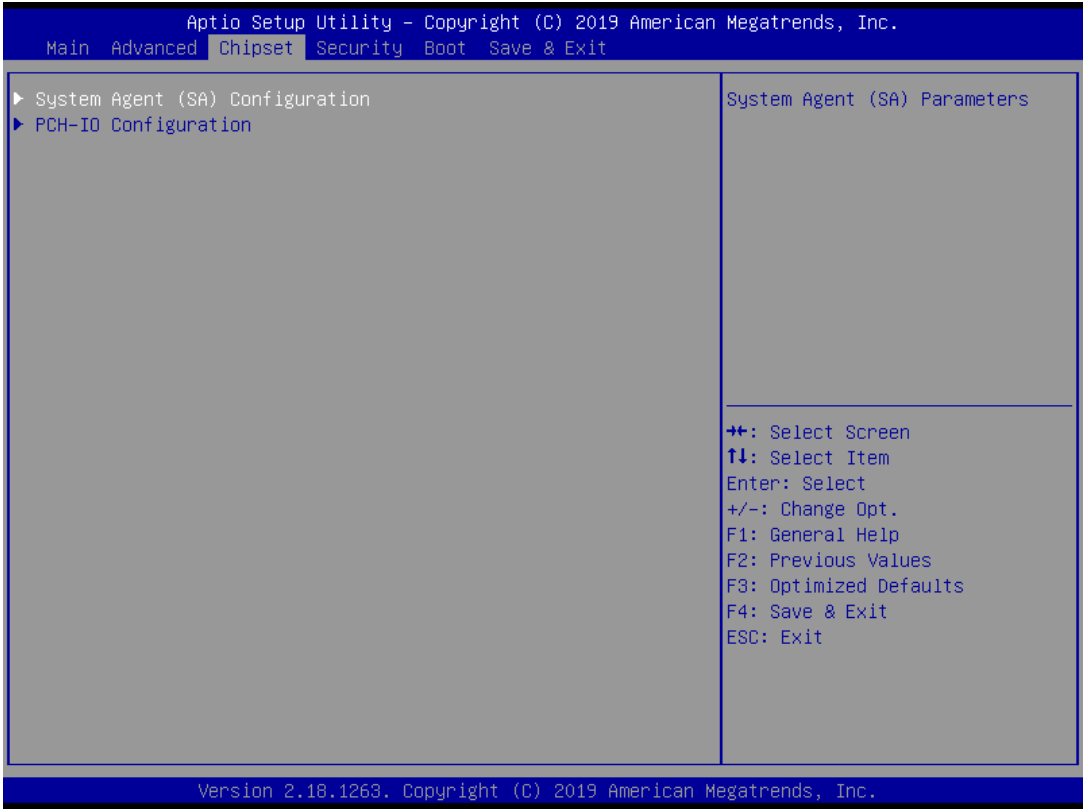 Aptio Setup Utility – Copyright (C) 2019 American Megatrends, Inc.
Main Advanced Chipset Security Boot Save & Exit
▶ System Agent (SA) Configuration
▶ PCH-IO Configuration
System Agent (SA) Parameters
→←: Select Screen
↑↓: Select Item
Enter: Select
+/-: Change Opt.
F1: General Help
F2: Previous Values
F3: Optimized Defaults
F4: Save & Exit
ESC: Exit
Version 2.18.1263. Copyright (C) 2019 American Megatrends, Inc.